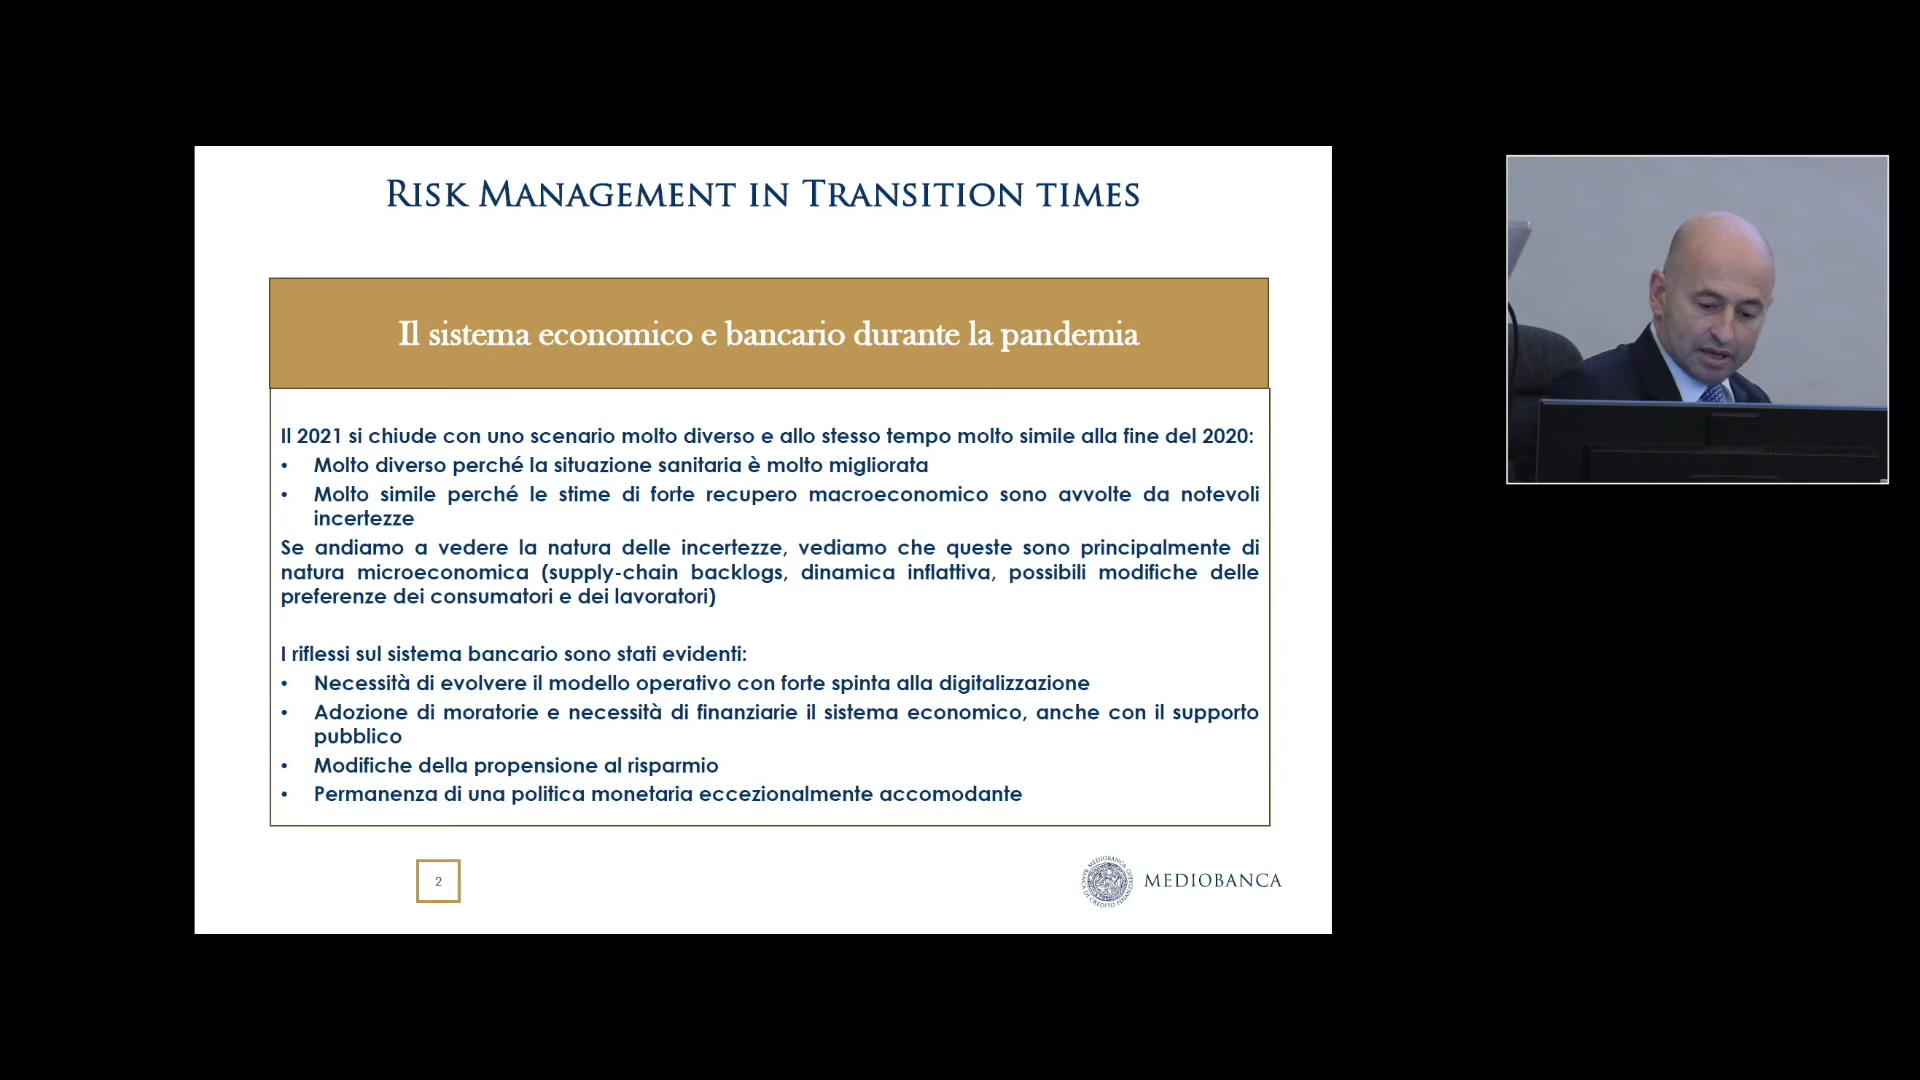 RISK MANAGEMENT IN TRANSITION TIMES
Il sistema economico e bancario durante la pandemia
Il 2021 si chiude con uno scenario molto diverso e allo stesso tempo molto simile alla fine del 2020:
• Molto diverso perché la situazione sanitaria è molto migliorata
• Molto simile perché le stime di forte recupero macroeconomico sono avvolte da notevoli
incertezze
Se andiamo a vedere la natura delle incertezze, vediamo che queste sono principalmente di
natura microeconomica (supply-chain backlogs, dinamica inflattiva, possibili modifiche delle
preferenze dei consumatori e dei lavoratori)
I riflessi sul sistema bancario sono stati evidenti:
• Necessità di evolvere il modello operativo con forte spinta alla digitalizzazione
• Adozione di moratorie e necessità di finanziarie il sistema economico, anche con il supporto
pubblico
• Modifiche della propensione al risparmio
• Permanenza di una politica monetaria eccezionalmente accomodante
2
MEDIOBANCA
BANCA DI CREDITO FINANZIARIO
MEDIOBANCA